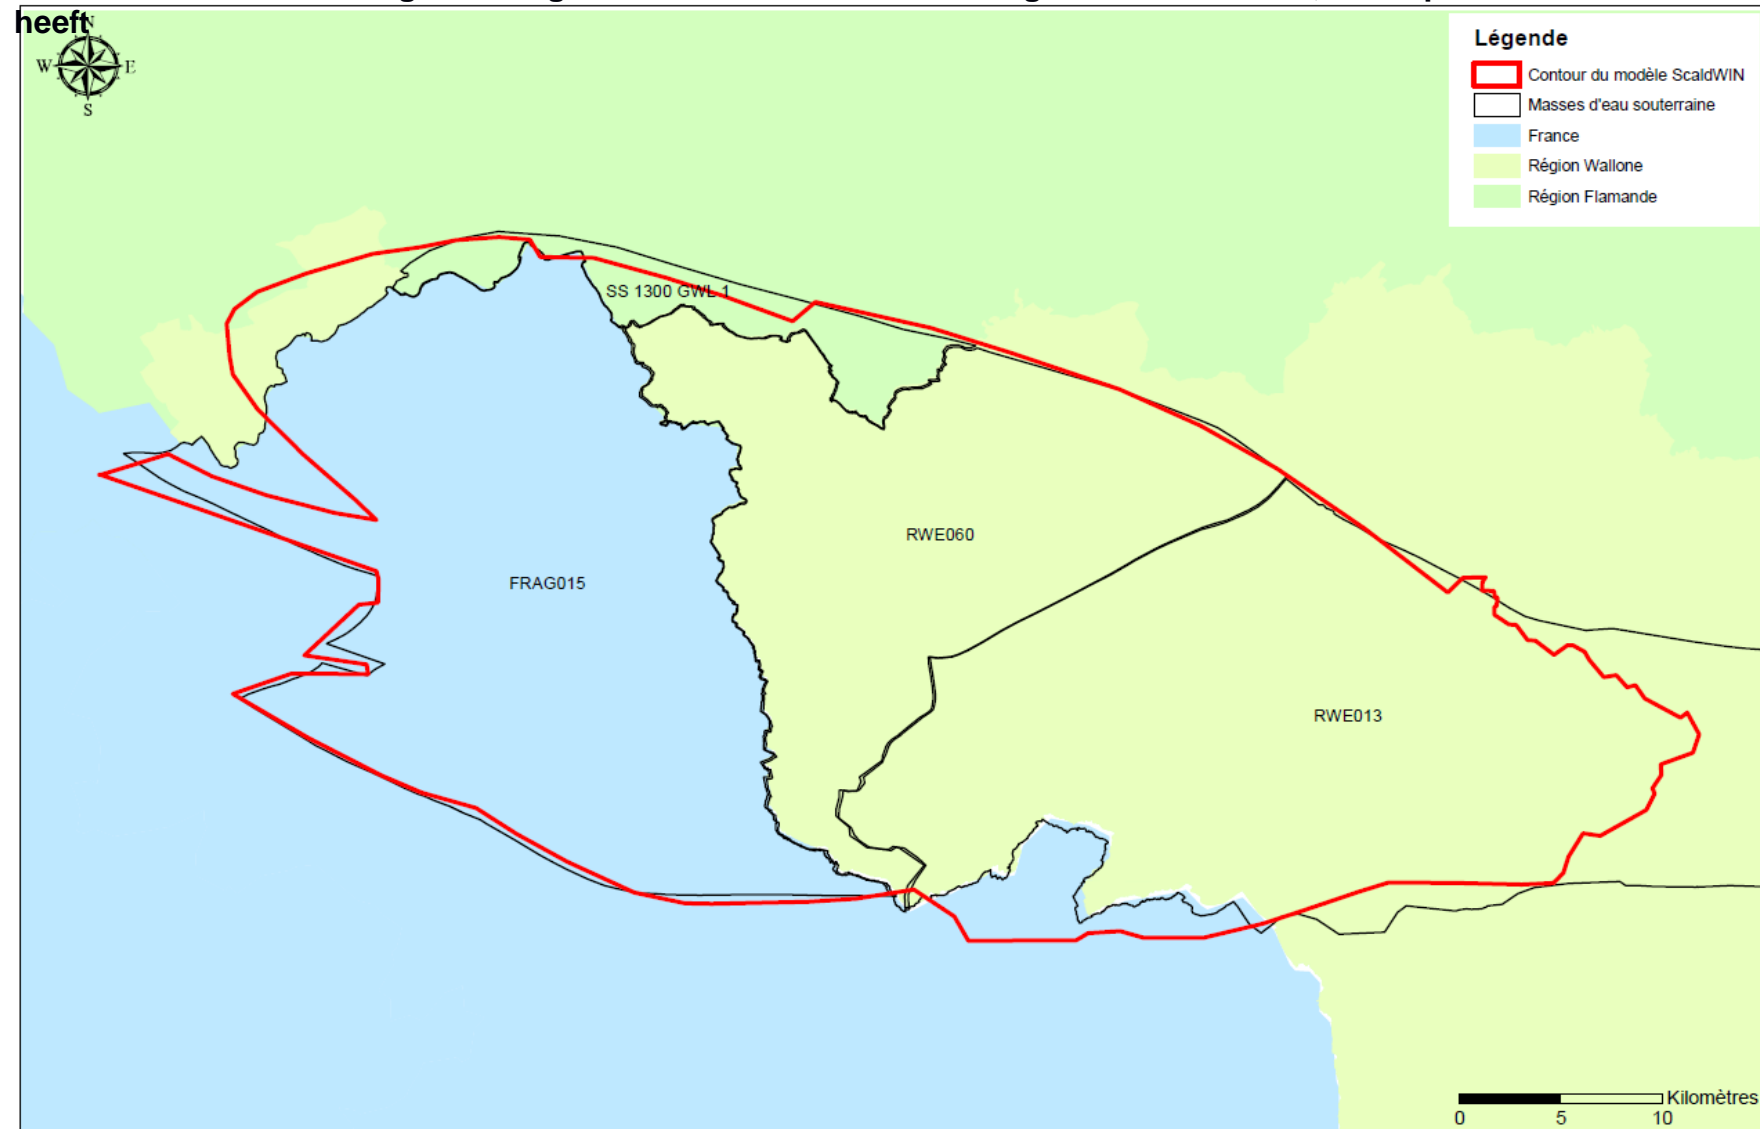 heeft
N
W E
S
Légende
Contour du modèle ScaldWIN
Masses d'eau souterraine
France
Région Wallone
Région Flamande
SS 1300 GWL 1
RWE060
FRAG015
RWE013
Kilomètres
0 5 10